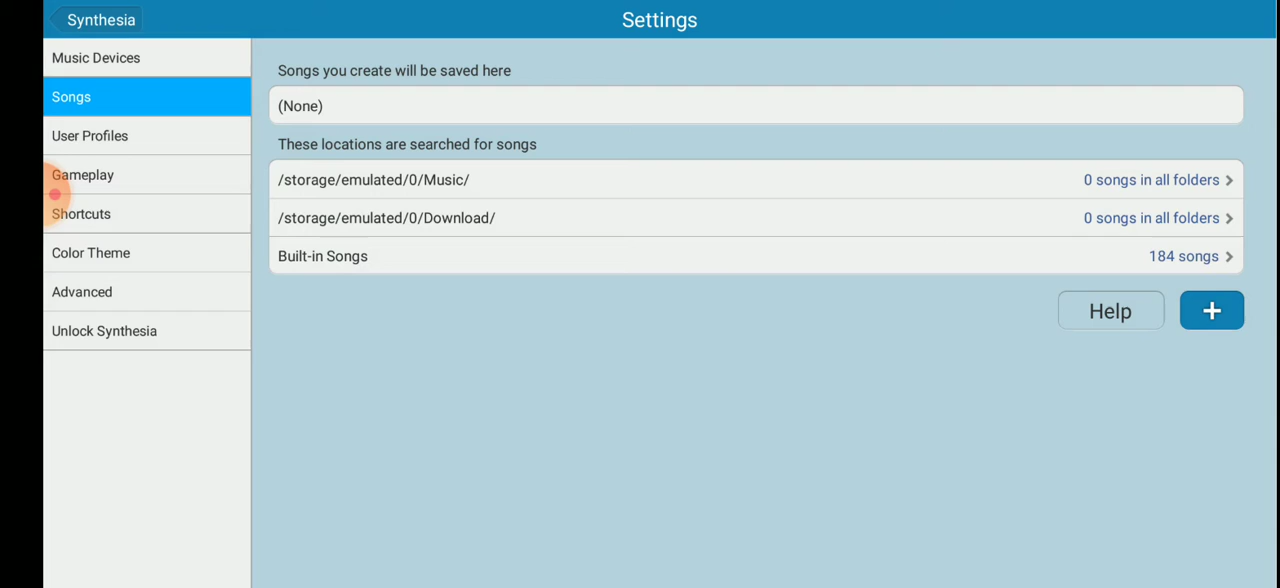 Synthesia
Settings
Music Devices
Songs
User Profiles
Gameplay
Shortcuts
Color Theme
Advanced
Unlock Synthesia
Songs you create will be saved here
(None)
These locations are searched for songs
/storage/emulated/0/Music/ 0 songs in all folders
/storage/emulated/0/Download/ 0 songs in all folders
Built-in Songs 184 songs
Help +